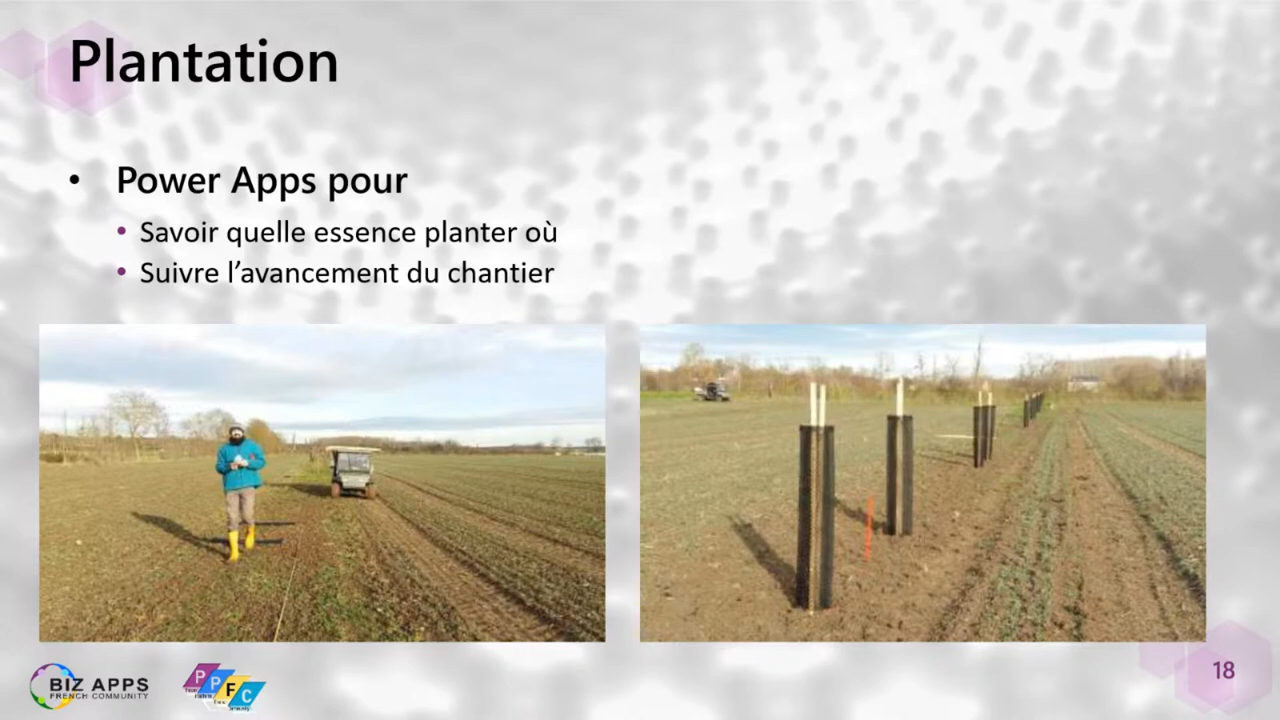 Plantation
• Power Apps pour
• Savoir quelle essence planter où
• Suivre l’avancement du chantier
BIZ APPS
FRENCH COMMUNITY
P P F C
18